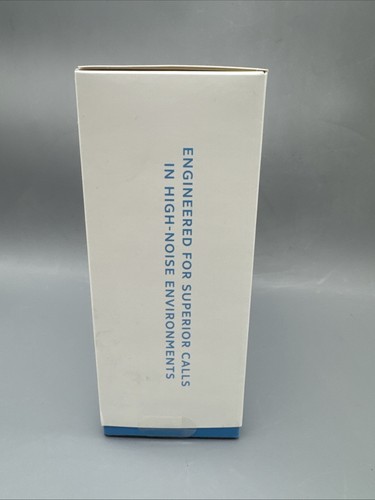 ENGINEERED FOR SUPERIOR CALLS
IN HIGH-NOISE ENVIRONMENTS